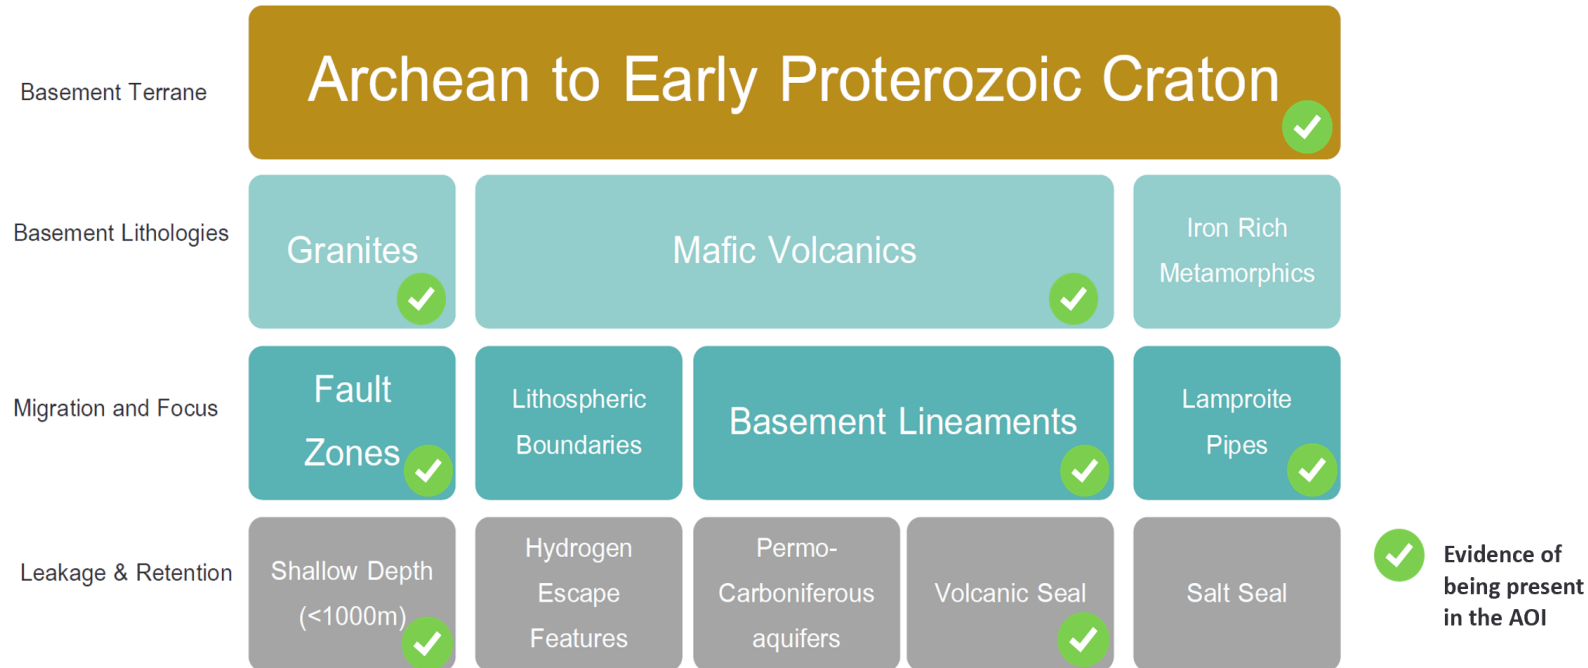 Basement Terrane
Archean to Early Proterozoic Craton
Basement Lithologies
Granites
Mafic Volcanics
Iron Rich
Metamorphics
Migration and Focus
Fault
Zones
Lithospheric
Boundaries
Basement Lineaments
Lamproite
Pipes
Leakage & Retention
Shallow Depth
(<1000m)
Hydrogen
Escape
Features
Permo-
Carboniferous
aquifers
Volcanic Seal
Salt Seal
Evidence of
being present
in the AOI